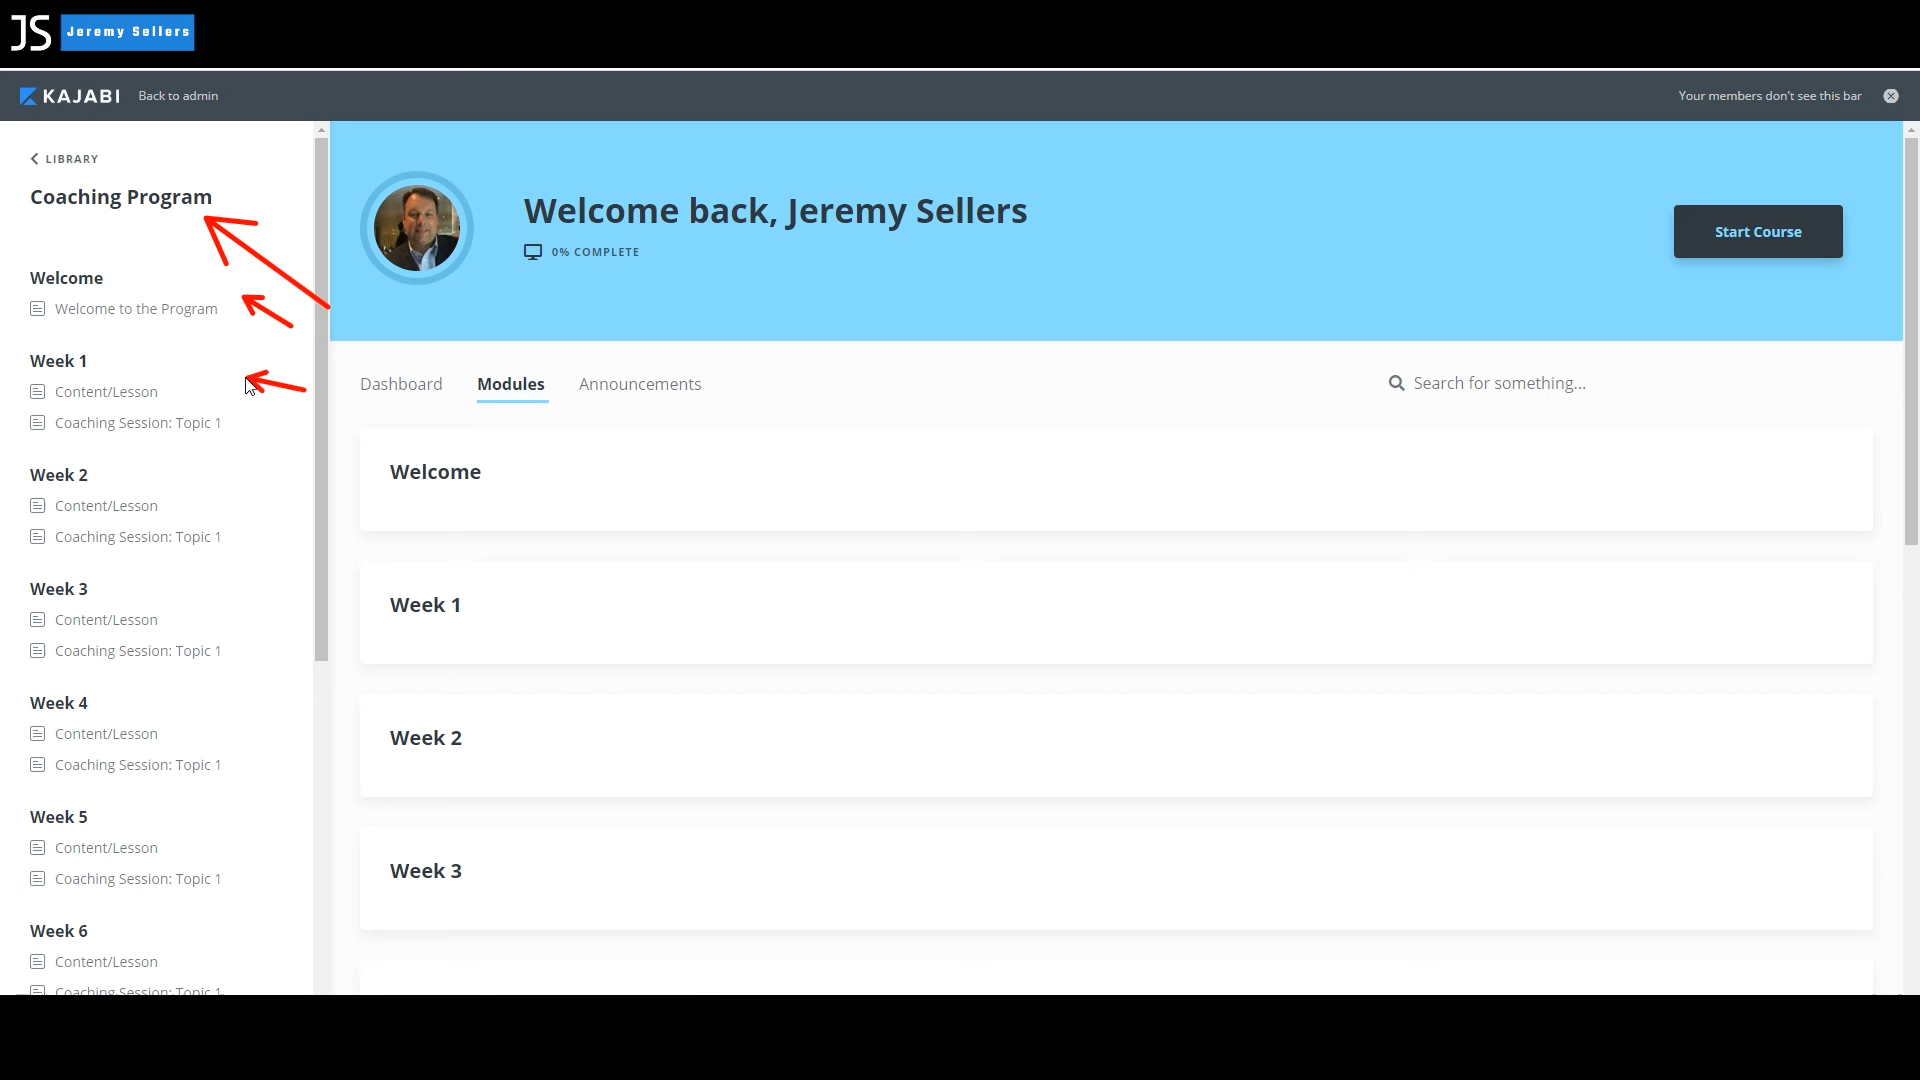 JS Jeremy Sellers
KAJABI Back to admin
Your members don't see this bar
LIBRARY
Coaching Program
Welcome
Welcome to the Program
Week 1
Content/Lesson
Coaching Session: Topic 1
Week 2
Content/Lesson
Coaching Session: Topic 1
Week 3
Content/Lesson
Coaching Session: Topic 1
Week 4
Content/Lesson
Coaching Session: Topic 1
Week 5
Content/Lesson
Coaching Session: Topic 1
Week 6
Content/Lesson
Coaching Session: Topic 1
Welcome back, Jeremy Sellers
0% COMPLETE
Start Course
Dashboard Modules Announcements
Search for something...
Welcome
Week 1
Week 2
Week 3